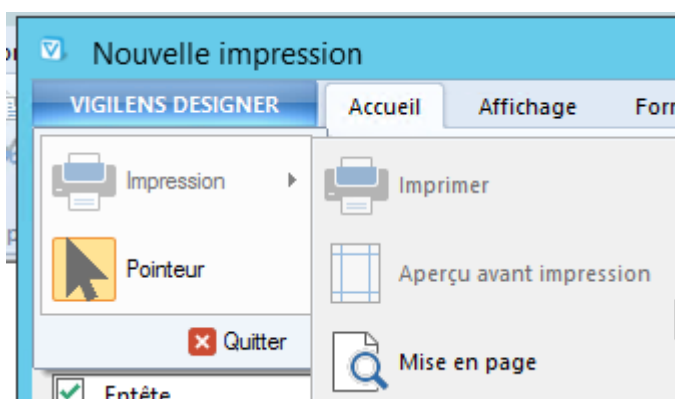 Nouvelle impression
VIGILENS DESIGNER Accueil Affichage
Impression Imprimer
Pointeur Aperçu avant impression
Quitter
Mise en page
Entête